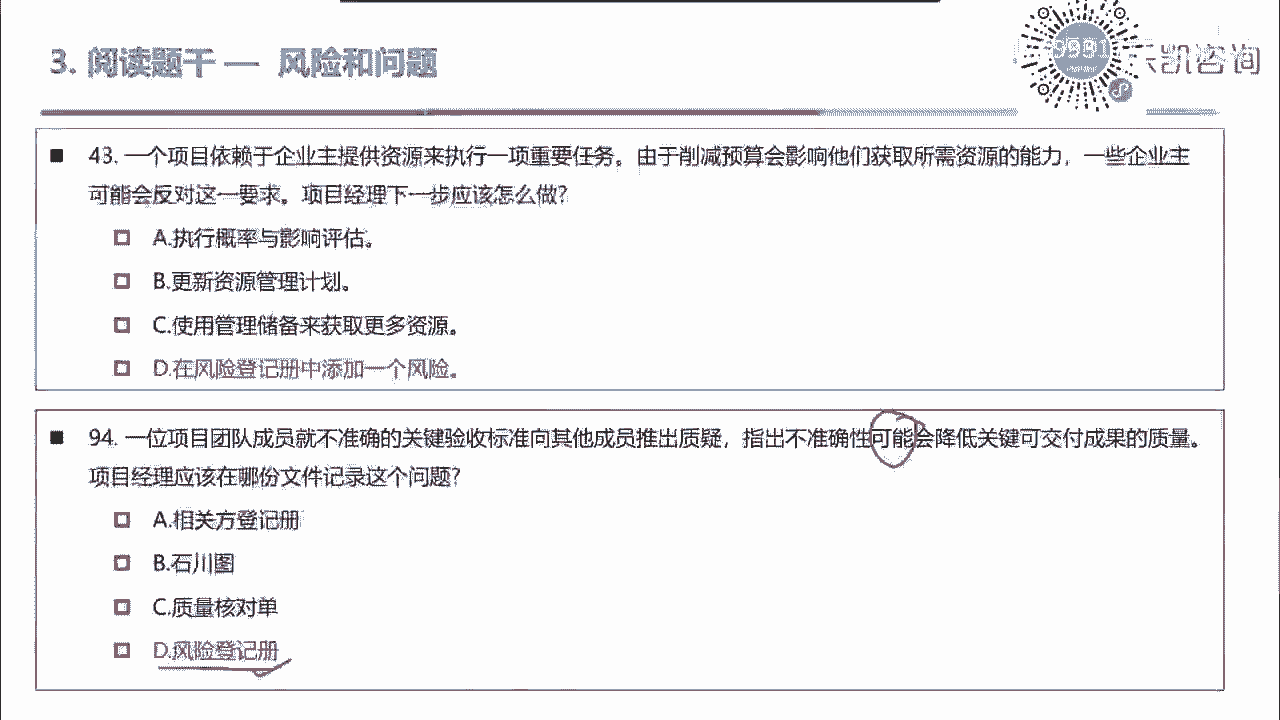 3. 阅读题干 — 风险和问题
凯咨询
43. 一个项目依赖于企业主提供资源来执行一项重要任务。由于削减预算会影响他们获取所需资源的能力，一些企业主
可能会反对这一要求。项目经理下一步应该怎么做?
A.执行概率与影响评估。
B.更新资源管理计划。
C.使用管理储备来获取更多资源。
D.在风险登记册中添加一个风险。
94. 一位项目团队成员就不准确的关键验收标准向其他成员推出质疑，指出不准确性可能会降低关键可交付成果的质量。
项目经理应该在哪份文件记录这个问题?
A.相关方登记册
B.石川图
C.质量核对单
D.风险登记册